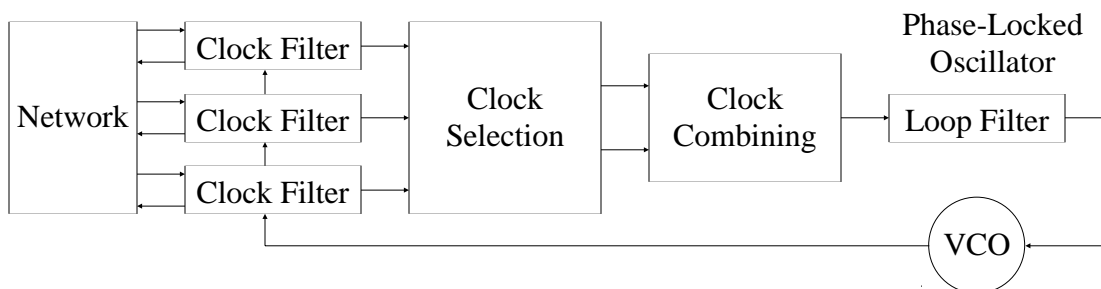 Phase-Locked
Oscillator
Network
Clock Filter
Clock Filter
Clock Filter
Clock
Selection
Clock
Combining
Loop Filter
VCO